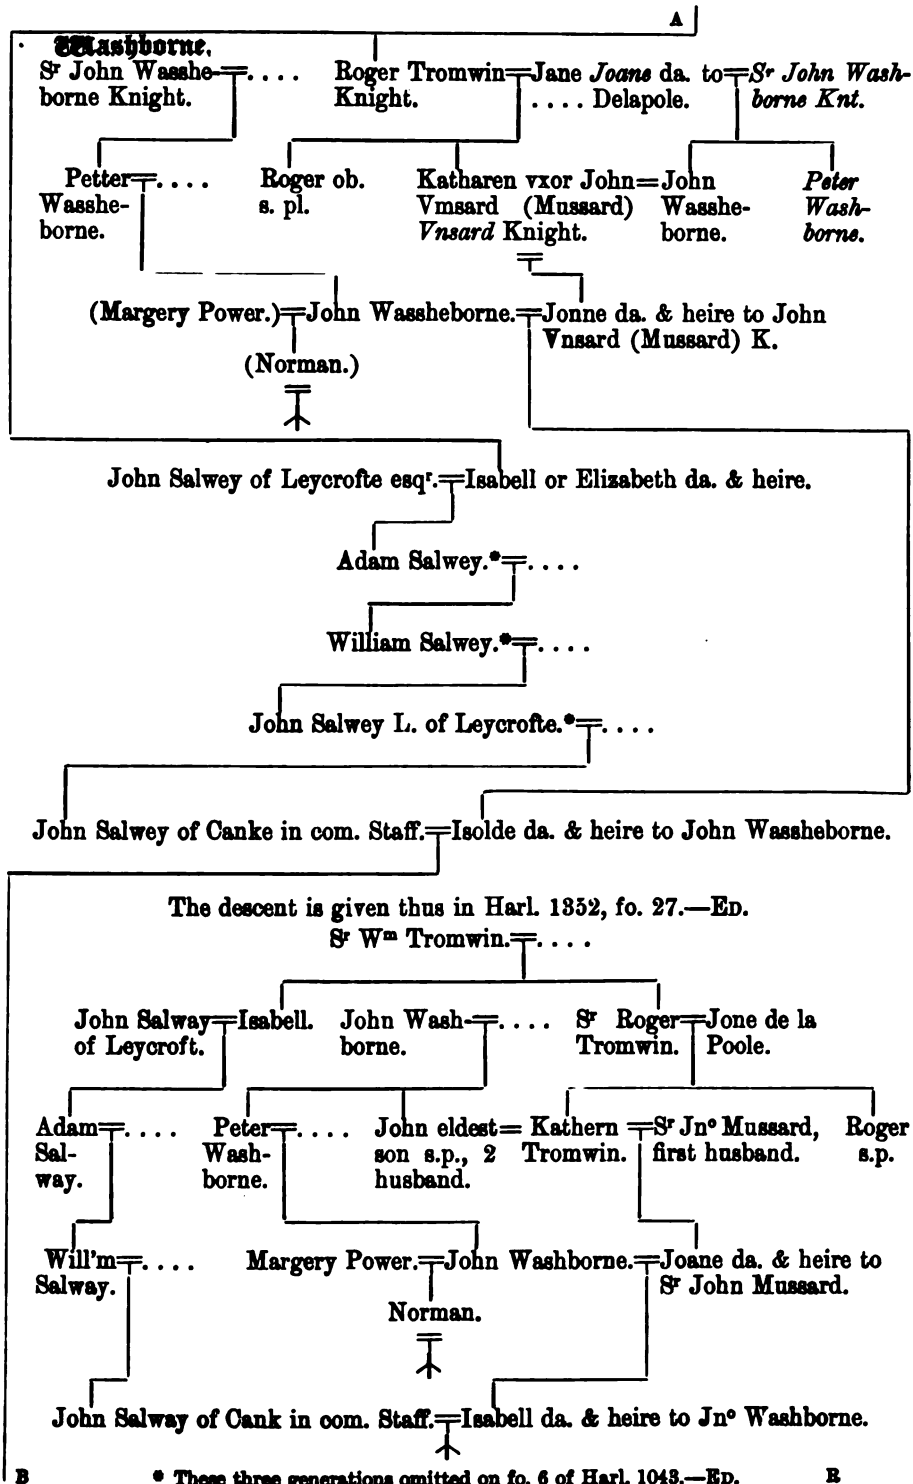 A
Washborne.
Sr John Wasshe-=.... Roger Tromwin=Jane Joane da. to=Sr John Wash-
borne Knight. Knight. .... Delapole. borne Knt.
Petter=.... Roger ob. Katharen vxor John=John Peter
Wasshe- s. pl. Vmsard (Mussard) Wasshe- Wash-
borne. Vnsard Knight. borne. borne.
(Margery Power.)=John Wassheborne.=Jonne da. & heire to John
Vnsard (Mussard) K.
(Norman.)
John Salwey of Leycrofte esqr.=Isabell or Elizabeth da. & heire.
Adam Salwey.*=....
William Salwey.*=....
John Salwey L. of Leycrofte.*=....
John Salwey of Canke in com. Staff.=Isolde da. & heire to John Wassheborne.
The descent is given thus in Harl. 1352, fo. 27.—ED.
Sr Wm Tromwin.=....
John Salway=Isabell. John Wash-=.... Sr Roger=Jone de la
of Leycroft. borne. Tromwin. Poole.
Adam=.... Peter=.... John eldest= Kathern =Sr Jno Mussard, Roger
Sal- Wash- son s.p., 2 Tromwin. first husband. s.p.
way. borne. husband.
Will'm=.... Margery Power.=John Washborne.=Joane da. & heire to
Salway. Sr John Mussard.
Norman.
John Salway of Cank in com. Staff.=Isabell da. & heire to Jno Washborne.
B * These three generations omitted on fo. 6 of Harl. 1043.—ED. R